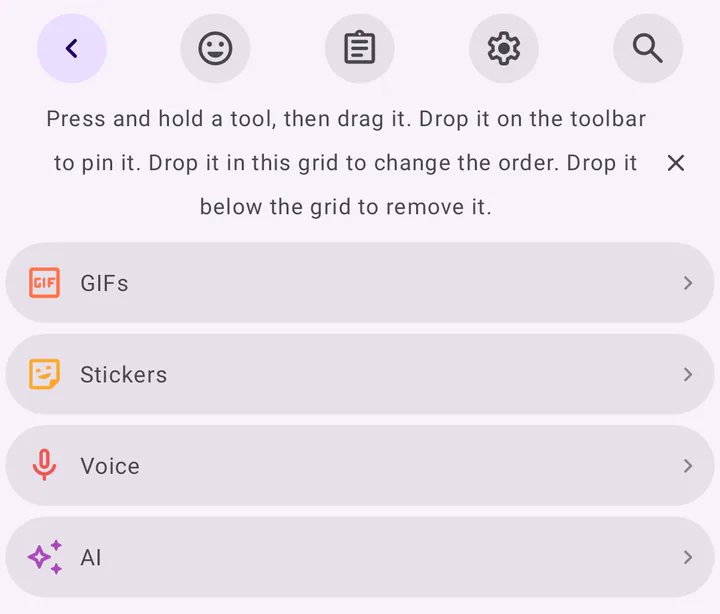 Press and hold a tool, then drag it. Drop it on the toolbar
to pin it. Drop it in this grid to change the order. Drop it
below the grid to remove it.
GIF GIFs
Stickers
Voice
AI